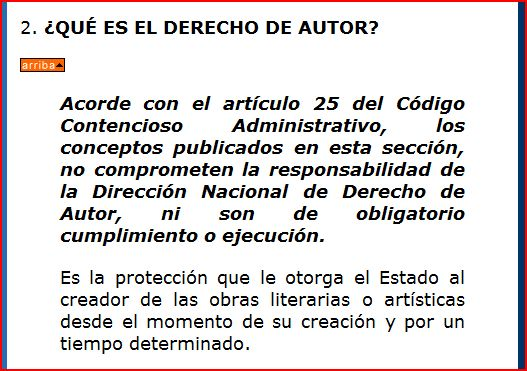 2. ¿QUÉ ES EL DERECHO DE AUTOR?
arriba
Acorde con el artículo 25 del Código
Contencioso Administrativo, los
conceptos publicados en esta sección,
no comprometen la responsabilidad de
la Dirección Nacional de Derecho de
Autor, ni son de obligatorio
cumplimiento o ejecución.
Es la protección que le otorga el Estado al
creador de las obras literarias o artísticas
desde el momento de su creación y por un
tiempo determinado.